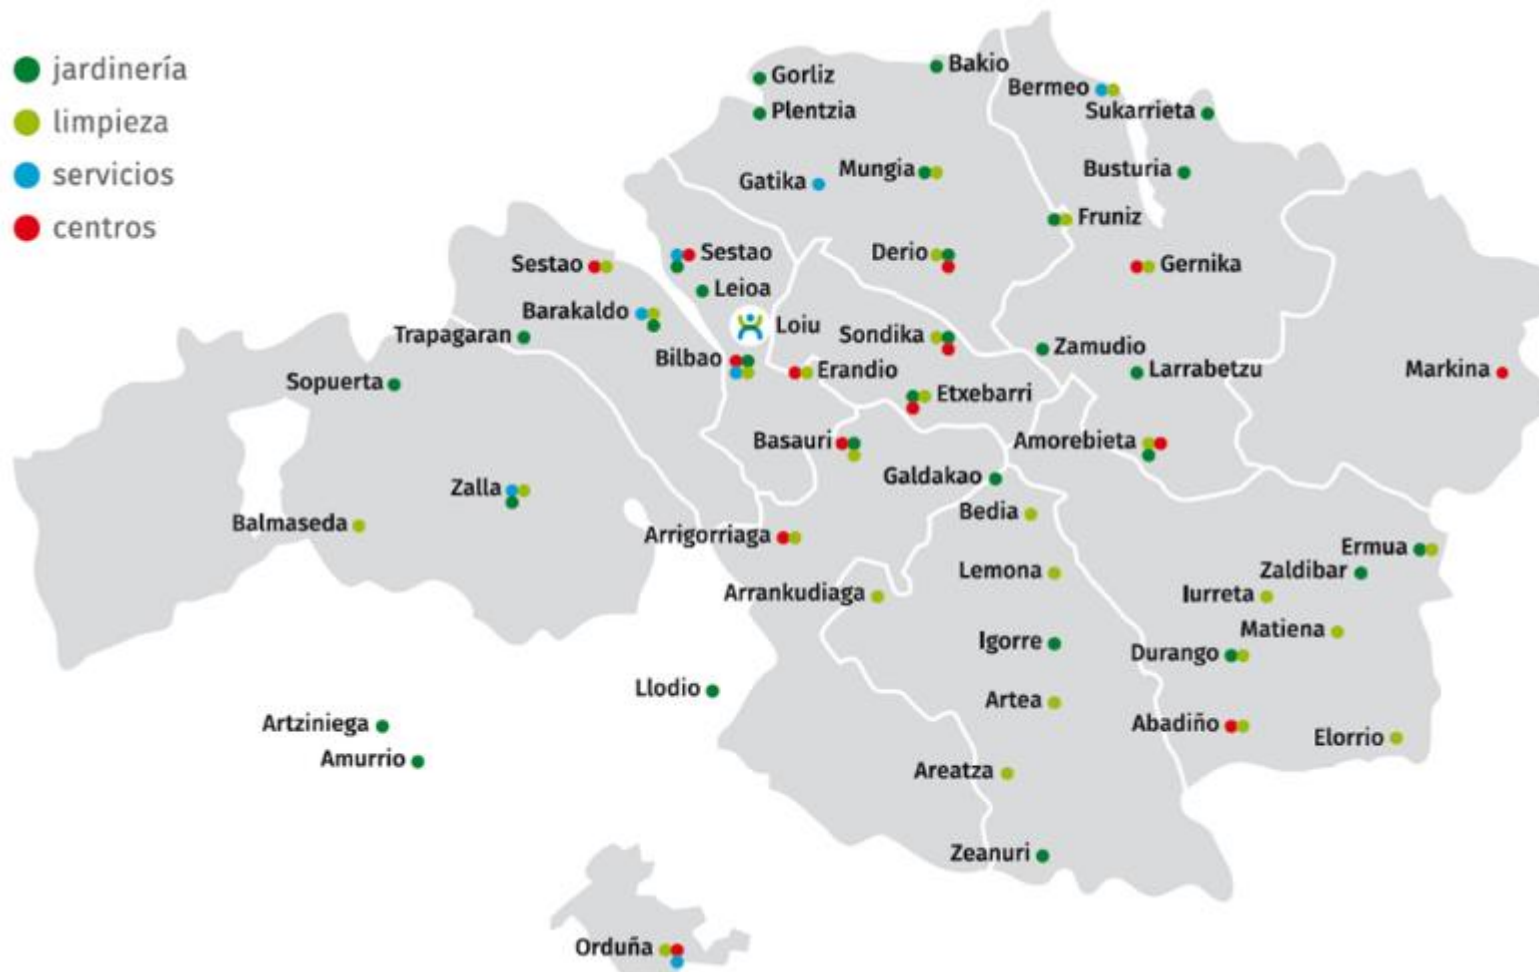 jardinería
limpieza
servicios
centros
Gorliz
Bakio
Bermeo
Plentzia
Sukarrieta
Gatika
Mungia
Busturia
Fruniz
Sestao
Sestao
Derio
Gernika
Leioa
Barakaldo
Loiu
Trapagaran
Sondika
Zamudio
Bilbao
Erandio
Larrabetzu
Markina
Sopuerta
Etxebarri
Basauri
Amorebieta
Galdakao
Zalla
Bedia
Balmaseda
Arrigorriaga
Ermua
Lemona
Zaldibar
Arrankudiaga
Iurreta
Matiena
Igorre
Durango
Llodio
Artea
Artziniega
Abadiño
Elorrio
Amurrio
Areatza
Zeanuri
Orduña